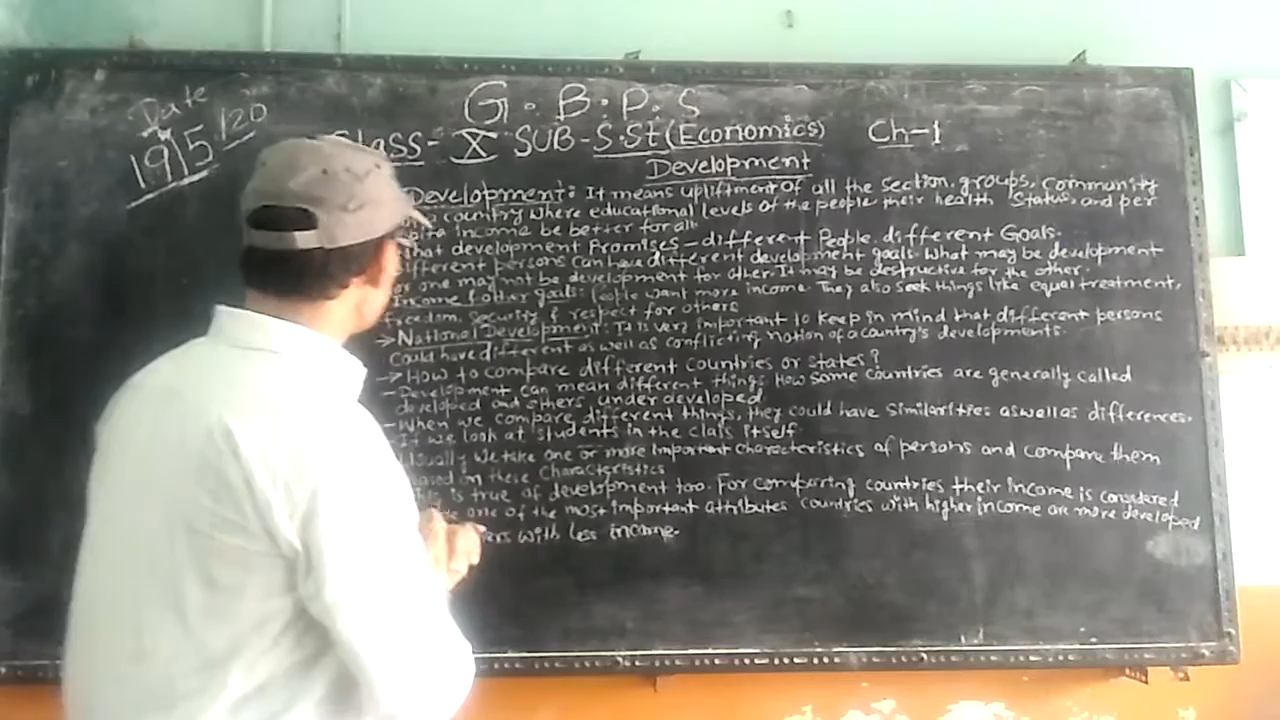 Date
19/5/20
G.B.P.S
Class- X SUB-S.St(Economics) Ch-1
Development
Development: It means upliftment of all the section, groups, community
country where educational levels of the people their health status, and per
income be better for all
what development Promises - different People, different Goals.
different persons can have different development goals. What may be development
one may not be development for other. It may be destructive for the other.
Income & other goals: People want more income. They also seek things like equal treatment,
freedom, security, & respect for others
→ National Development: It is very important to keep in mind that different persons
could have different as well as conflicting notion of a country's developments.
→ How to compare different countries or states?
- Development can mean different things. How some countries are generally called
developed and others under developed
- When we compare different things, they could have similarities as well as differences.
- If we look at students in the class itself.
Usually we take one or more important characteristics of persons and compare them
based on these characteristics
This is true of development too. For comparing countries their income is considered
one of the most important attributes countries with higher income are more developed
with less income.